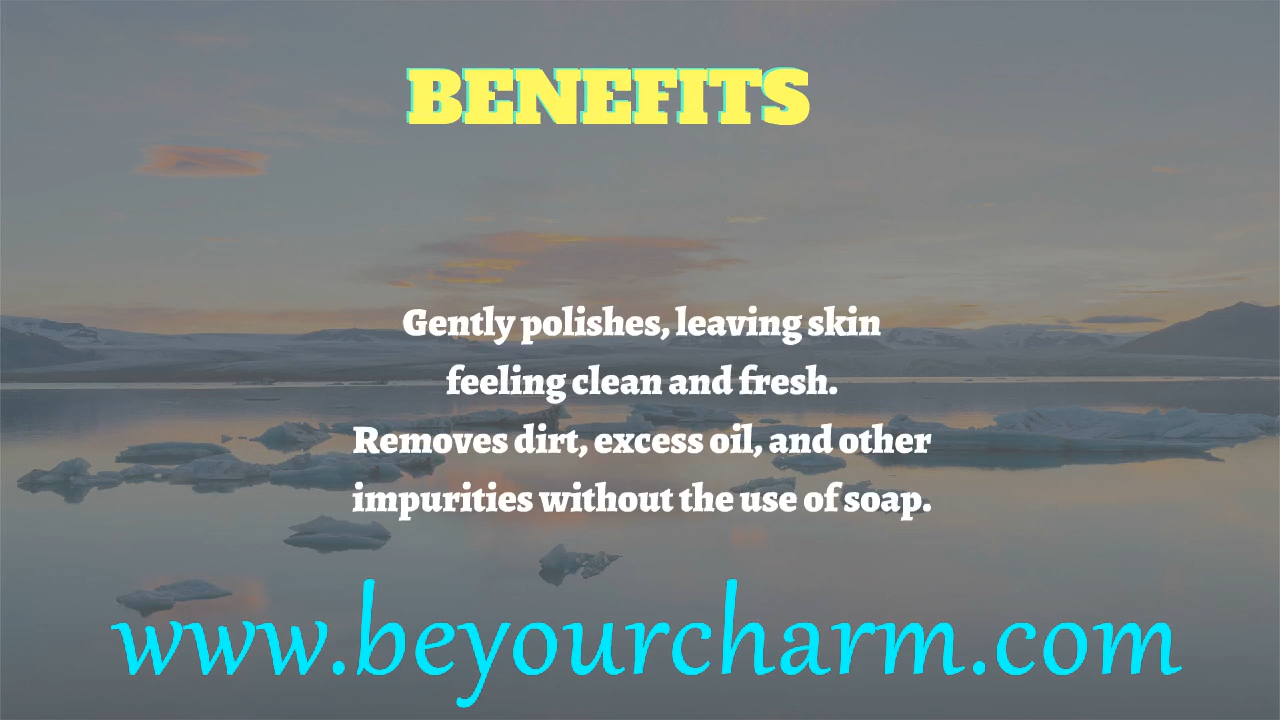 BENEFITS
Gently polishes, leaving skin
feeling clean and fresh.
Removes dirt, excess oil, and other
impurities without the use of soap.
www.beyourcharm.com